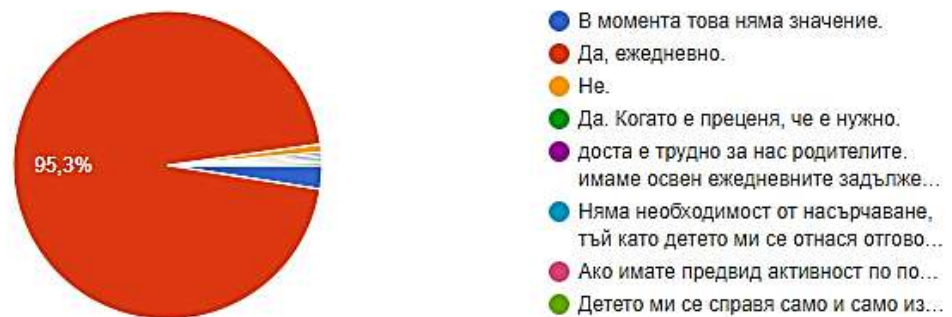 95,3%
В момента това няма значение.
Да, ежедневно.
Не.
Да. Когато е преценя, че е нужно.
доста е трудно за нас родителите.
имаме освен ежедневните задълже...
Няма необходимост от насърчаване,
тъй като детето ми се отнася отгово...
Ако имате предвид активност по по...
Детето ми се справя само и само из...